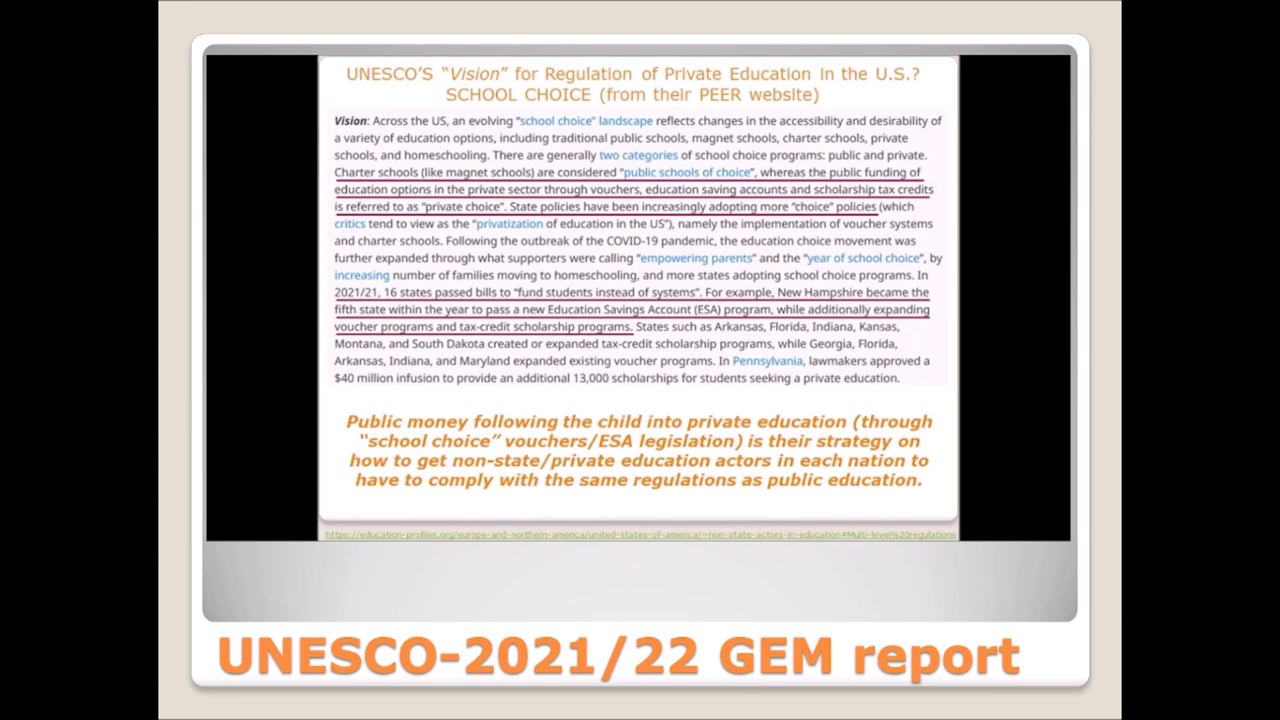 UNESCO'S “Vision” for Regulation of Private Education in the U.S.?
SCHOOL CHOICE (from their PEER website)
Vision: Across the US, an evolving “school choice” landscape reflects changes in the accessibility and desirability of
a variety of education options, including traditional public schools, magnet schools, charter schools, private
schools, and homeschooling. There are generally two categories of school choice programs: public and private.
Charter schools (like magnet schools) are considered “public schools of choice”, whereas the public funding of
education options in the private sector through vouchers, education saving accounts and scholarship tax credits
is referred to as “private choice”. State policies have been increasingly adopting more “choice” policies (which
critics tend to view as the “privatization of education in the US”), namely the implementation of voucher systems
and charter schools. Following the outbreak of the COVID-19 pandemic, the education choice movement was
further expanded through what supporters were calling “empowering parents” and the “year of school choice”, by
increasing number of families moving to homeschooling, and more states adopting school choice programs. In
2021/21, 16 states passed bills to “fund students instead of systems”. For example, New Hampshire became the
fifth state within the year to pass a new Education Savings Account (ESA) program, while additionally expanding
voucher programs and tax-credit scholarship programs. States such as Arkansas, Florida, Indiana, Kansas,
Montana, and South Dakota created or expanded tax-credit scholarship programs, while Georgia, Florida,
Arkansas, Indiana, and Maryland expanded existing voucher programs. In Pennsylvania, lawmakers approved a
$40 million infusion to provide an additional 13,000 scholarships for students seeking a private education.
Public money following the child into private education (through
“school choice” vouchers/ESA legislation) is their strategy on
how to get non-state/private education actors in each nation to
have to comply with the same regulations as public education.
https://education-profiles.org/europe-and-northern-america/united-states-of-america/~non-state-actors-in-education#Multi-level%20regulations
UNESCO-2021/22 GEM report